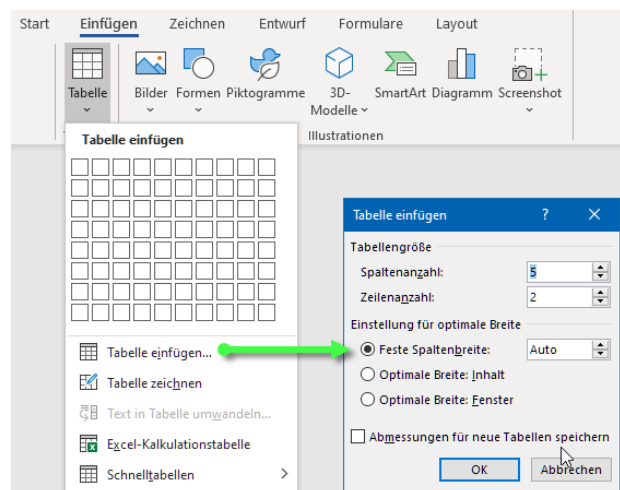 Start Einfügen Zeichnen Entwurf Formulare Layout
Tabelle Bilder Formen Piktogramme 3D-Modelle SmartArt Diagramm Screenshot
Illustrationen
Tabelle einfügen
Tabelle einfügen...
Tabelle zeichnen
Text in Tabelle umwandeln...
Excel-Kalkulationstabelle
Schnelltabellen
Tabelle einfügen ?
Tabellengröße
Spaltenanzahl: 5
Zeilenanzahl: 2
Einstellung für optimale Breite
Feste Spaltenbreite: Auto
Optimale Breite: Inhalt
Optimale Breite: Fenster
Abmessungen für neue Tabellen speichern
OK Abbrechen